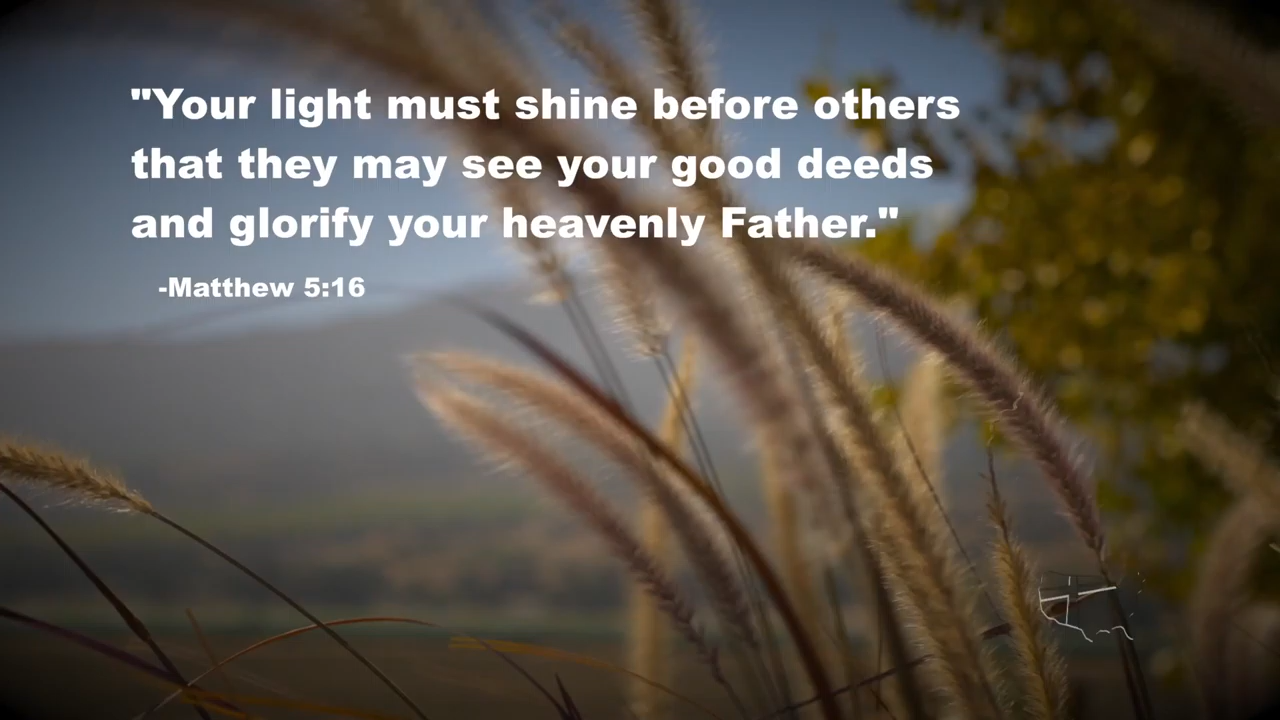 "Your light must shine before others
that they may see your good deeds
and glorify your heavenly Father."
-Matthew 5:16